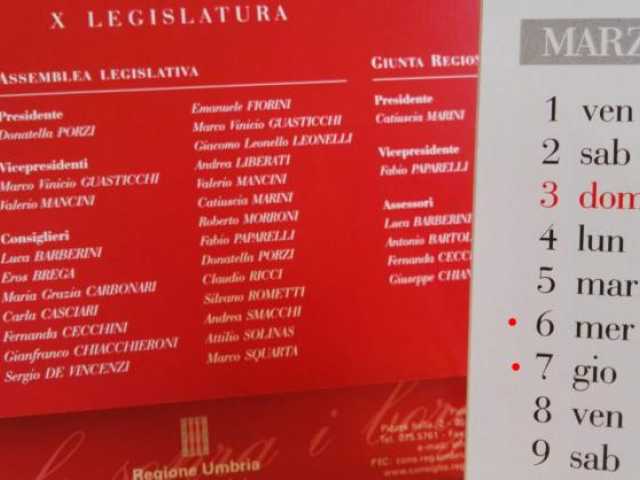 X LEGISLATURA
ASSEMBLEA LEGISLATIVA
Presidente
Donatella PORZI
Vicepresidenti
Marco Vinicio GUASTICCHI
Valerio MANCINI
Consiglieri
Luca BARBERINI
Eros BREGA
Maria Grazia CARBONARI
Carla CASCIARI
Fernanda CECCHINI
Gianfranco CHIACCHIERONI
Sergio DE VINCENZI
Emanuele FIORINI
Marco Vinicio GUASTICCHI
Giacomo Leonello LEONELLI
Andrea LIBERATI
Valerio MANCINI
Catiuscia MARINI
Roberto MORRONI
Fabio PAPARELLI
Donatella PORZI
Claudio RICCI
Silvano ROMETTI
Andrea SMACCHI
Attilio SOLINAS
Marco SQUARTA
GIUNTA REGION
Presidente
Catiuscia MARINI
Vicepresidente
Fabio PAPARELLI
Assessori
Luca BARBERINI
Antonio BARTOL
Fernanda CECC
Giuseppe CHIAN
Regione Umbria
MARZ
1 ven
2 sab
3 dom
4 lun
5 mar
6 mer
7 gio
8 ven
9 sab